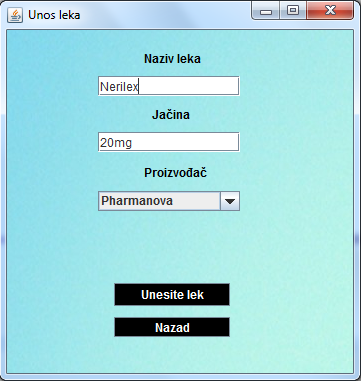 Unos leka
Naziv leka
Nerilex
Jačina
20mg
Proizvođač
Pharmanova
Unesite lek
Nazad